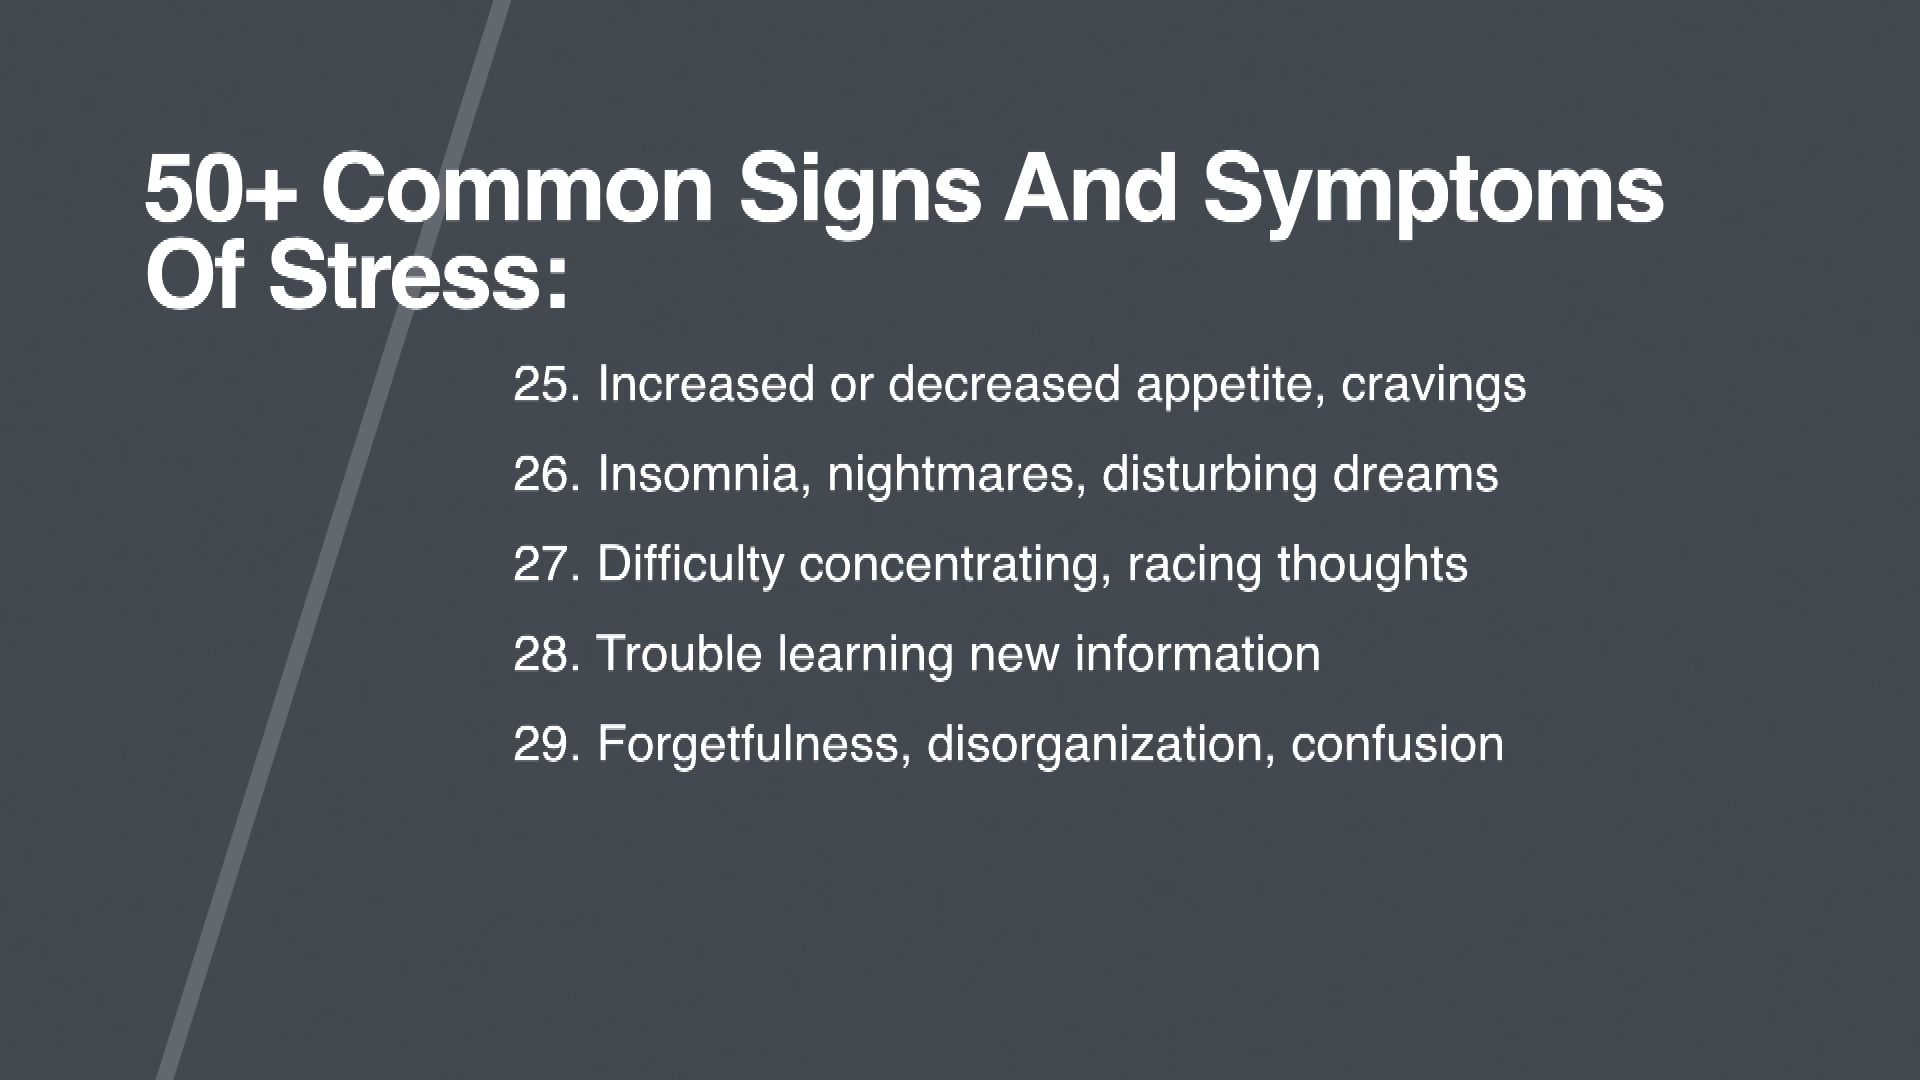 50+ Common Signs And Symptoms
Of Stress:
25. Increased or decreased appetite, cravings
26. Insomnia, nightmares, disturbing dreams
27. Difficulty concentrating, racing thoughts
28. Trouble learning new information
29. Forgetfulness, disorganization, confusion